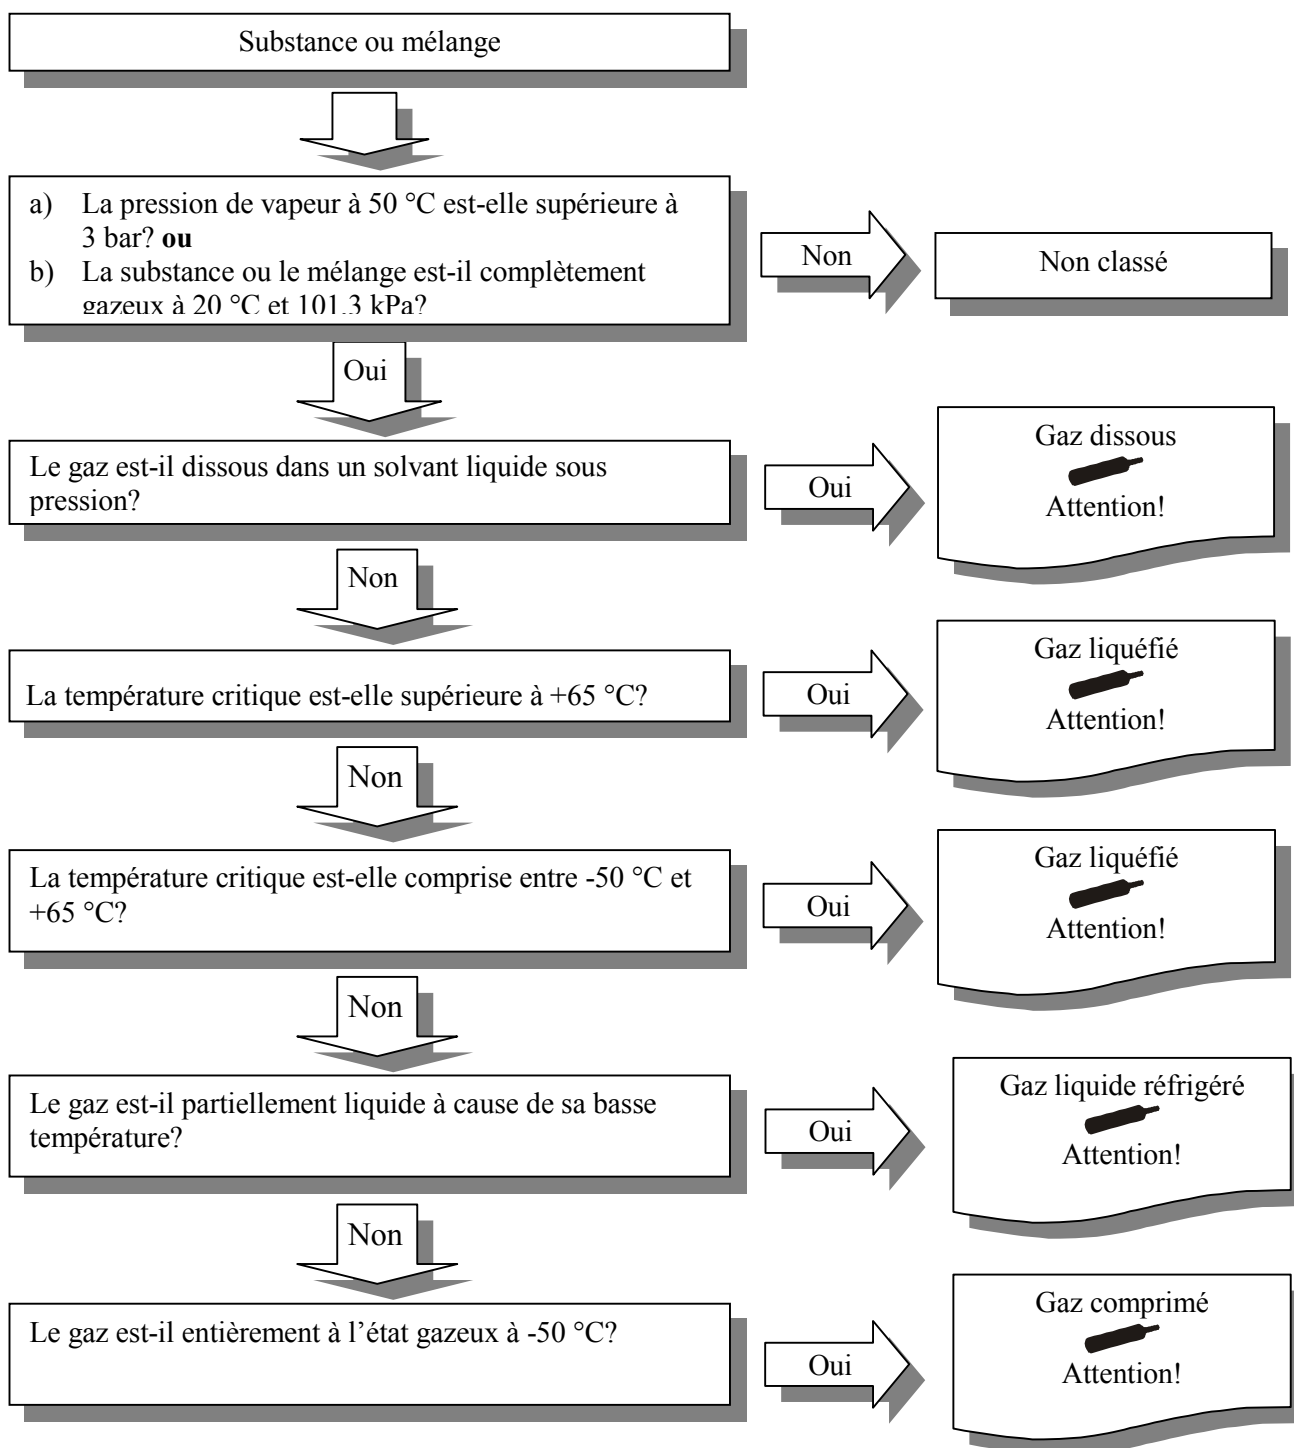 Substance ou mélange
a) La pression de vapeur à 50 °C est-elle supérieure à
3 bar? ou
b) La substance ou le mélange est-il complètement
gazeux à 20 °C et 101.3 kPa?
Non
Non classé
Oui
Le gaz est-il dissous dans un solvant liquide sous
pression?
Oui
Gaz dissous
Attention!
Non
La température critique est-elle supérieure à +65 °C?
Oui
Gaz liquéfié
Attention!
Non
La température critique est-elle comprise entre -50 °C et
+65 °C?
Oui
Gaz liquéfié
Attention!
Non
Le gaz est-il partiellement liquide à cause de sa basse
température?
Oui
Gaz liquide réfrigéré
Attention!
Non
Le gaz est-il entièrement à l’état gazeux à -50 °C?
Oui
Gaz comprimé
Attention!